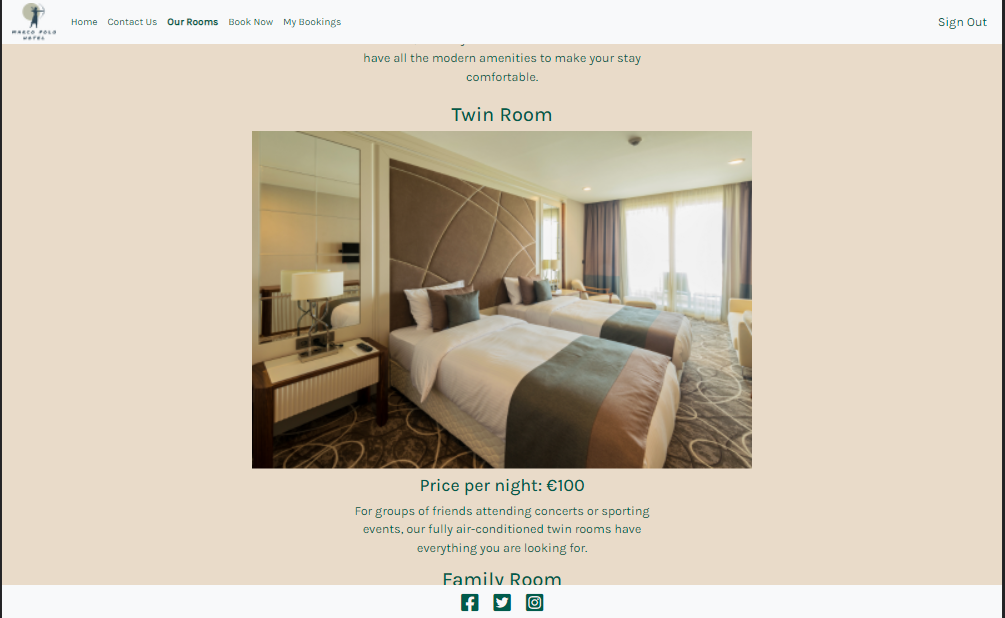 MARCO POLO
HOTEL
Home Contact Us Our Rooms Book Now My Bookings Sign Out
have all the modern amenities to make your stay
comfortable.
Twin Room
Price per night: €100
For groups of friends attending concerts or sporting
events, our fully air-conditioned twin rooms have
everything you are looking for.
Family Room